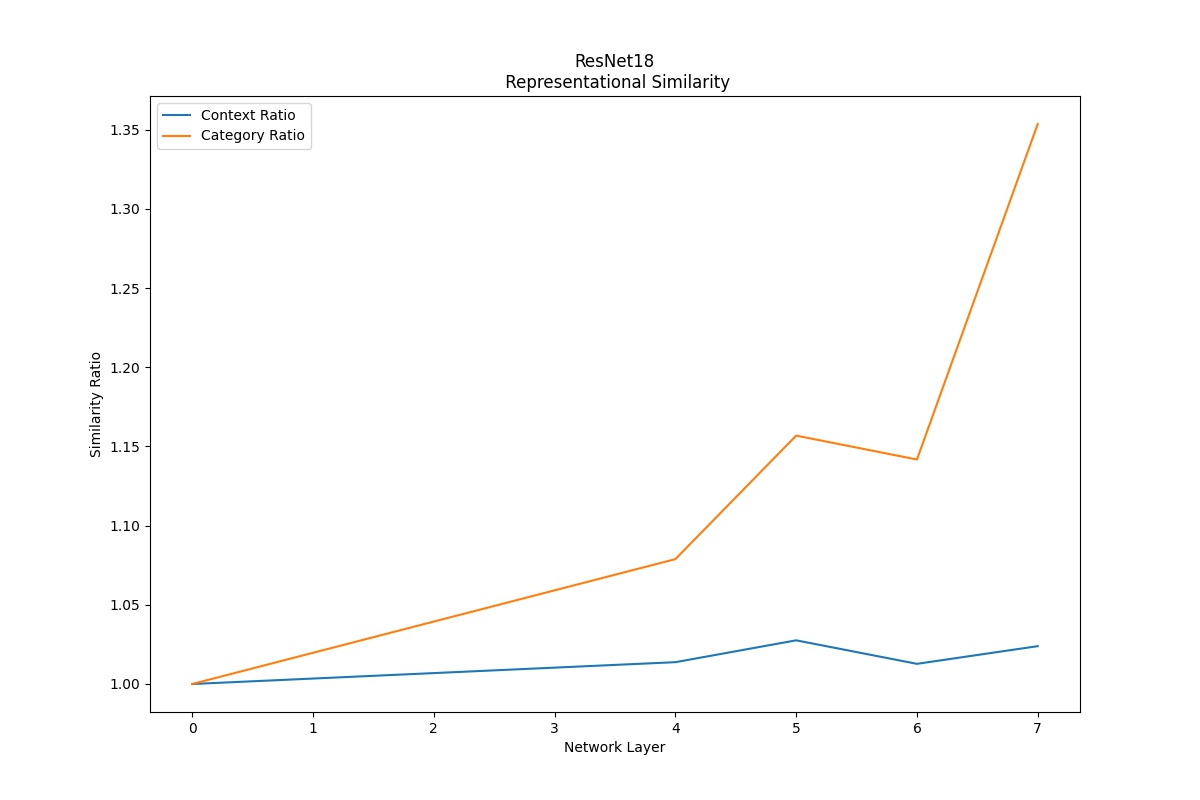 ResNet18
Representational Similarity
Context Ratio
Category Ratio
1.35
1.30
1.25
1.20
1.15
1.10
1.05
1.00
Similarity Ratio
0 1 2 3 4 5 6 7
Network Layer